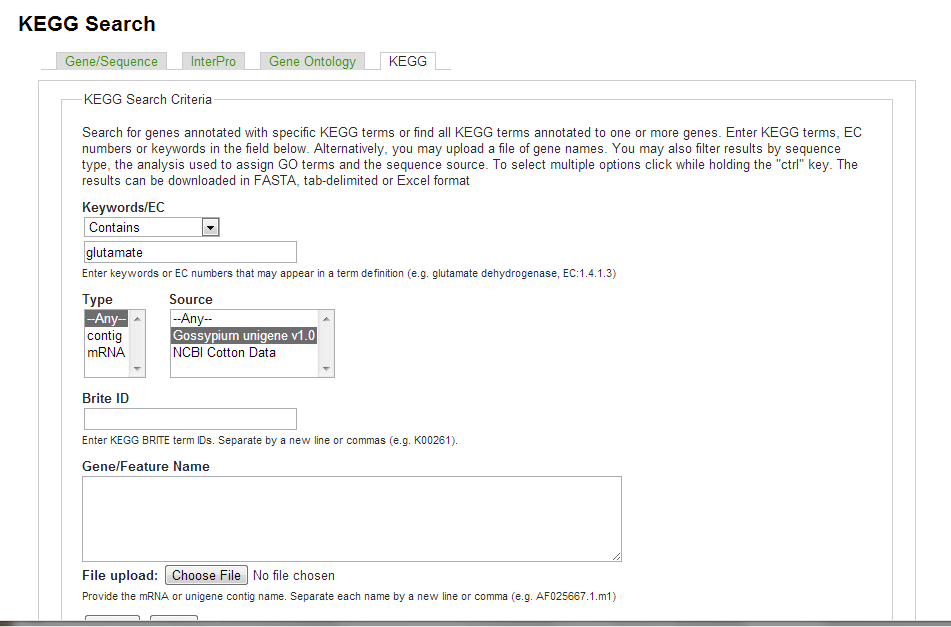 KEGG Search
Gene/Sequence InterPro Gene Ontology KEGG
KEGG Search Criteria
Search for genes annotated with specific KEGG terms or find all KEGG terms annotated to one or more genes. Enter KEGG terms, EC
numbers or keywords in the field below. Alternatively, you may upload a file of gene names. You may also filter results by sequence
type, the analysis used to assign GO terms and the sequence source. To select multiple options click while holding the "ctrl" key. The
results can be downloaded in FASTA, tab-delimited or Excel format
Keywords/EC
Contains
glutamate
Enter keywords or EC numbers that may appear in a term definition (e.g. glutamate dehydrogenase, EC:1.4.1.3)
Type Source
--Any-- --Any--
contig Gossypium unigene v1.0
mRNA NCBI Cotton Data
Brite ID
Enter KEGG BRITE term IDs. Separate by a new line or commas (e.g. K00261).
Gene/Feature Name
File upload: Choose File No file chosen
Provide the mRNA or unigene contig name. Separate each name by a new line or comma (e.g. AF025667.1.m1)